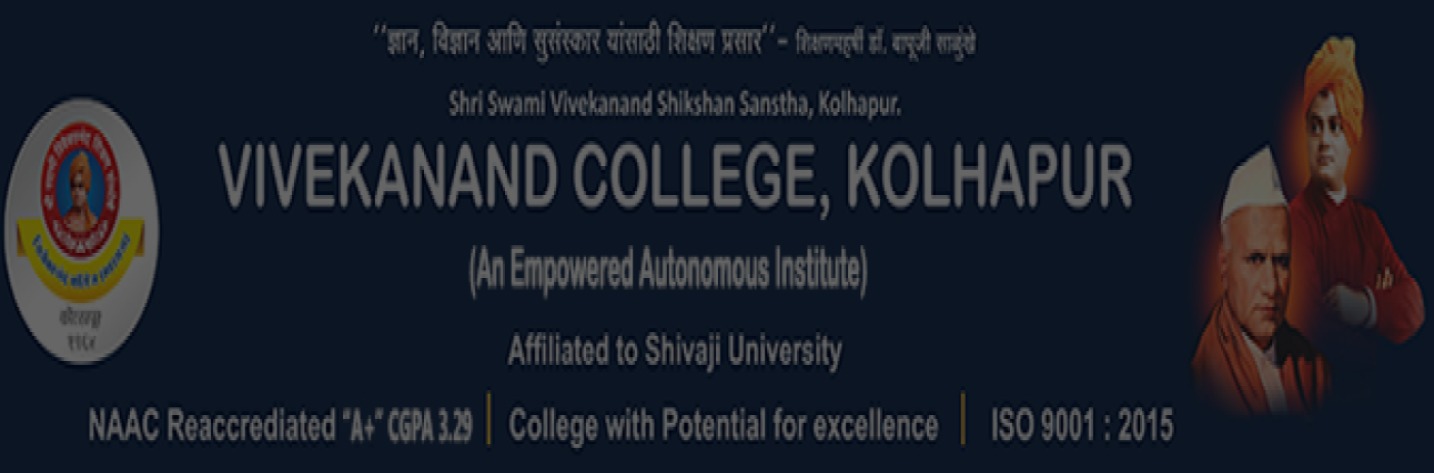 "ज्ञान, विज्ञान आणि सुसंस्कार यांसाठी शिक्षण प्रसार"- शिक्षणमहर्षी डॉ. बापूजी साळुंखे
Shri Swami Vivekanand Shikshan Sanstha, Kolhapur.
VIVEKANAND COLLEGE, KOLHAPUR
(An Empowered Autonomous Institute)
Affiliated to Shivaji University
NAAC Reaccrediated "A+" CGPA 3.29 | College with Potential for excellence | ISO 9001 : 2015